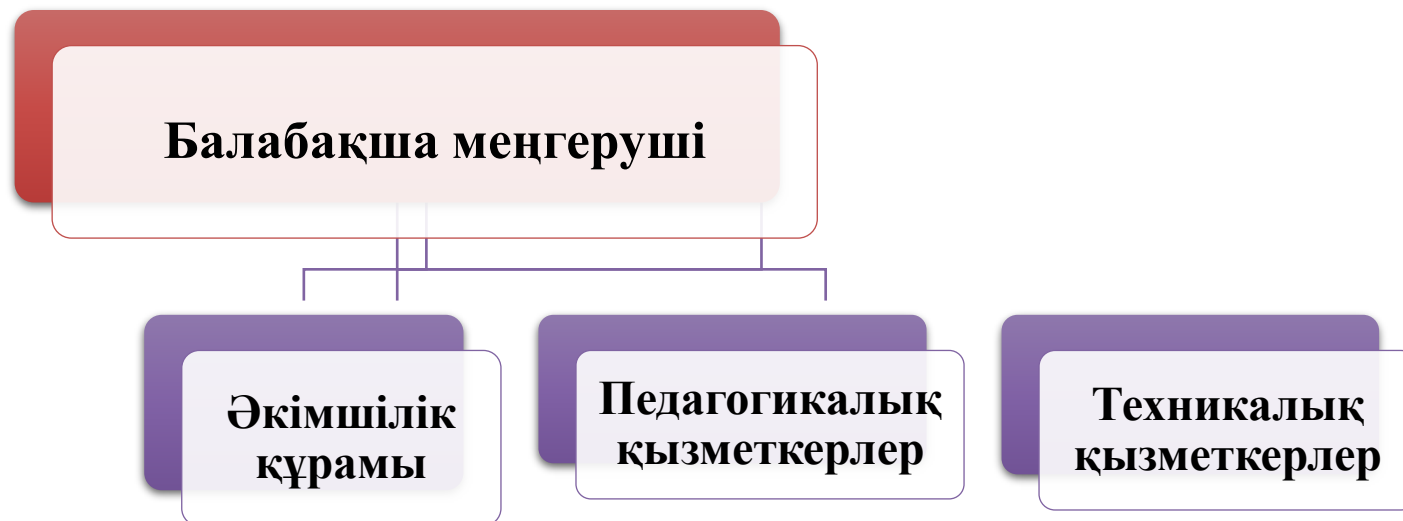 Балабақша меңгеруші
Әкімшілік
құрамы
Педагогикалық
қызметкерлер
Техникалық
қызметкерлер